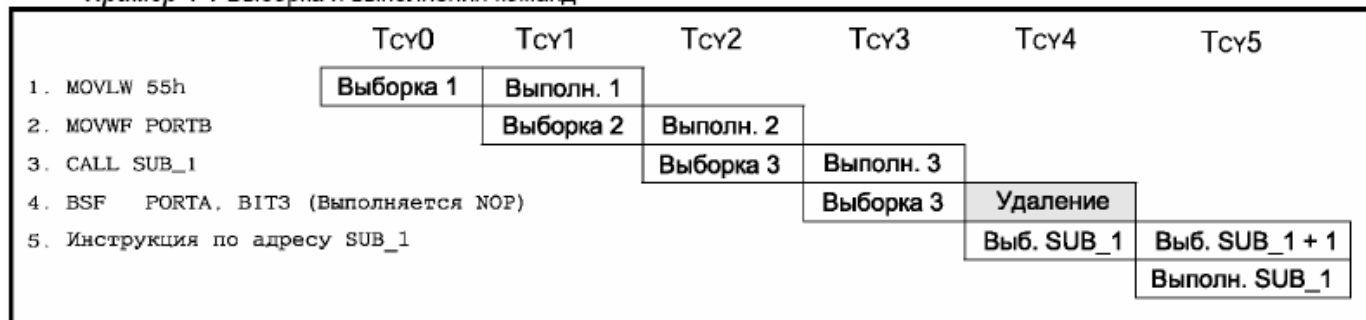 TCY0 TCY1 TCY2 TCY3 TCY4 TCY5
1. MOVLW 55h Выборка 1 Выполн. 1
2. MOVWF PORTB Выборка 2 Выполн. 2
3. CALL SUB_1 Выборка 3 Выполн. 3
4. BSF PORTA, BIT3 (Выполняется NOP) Выборка 3 Удаление
5. Инструкция по адресу SUB_1 Выб. SUB_1 Выб. SUB_1 + 1
Выполн. SUB_1